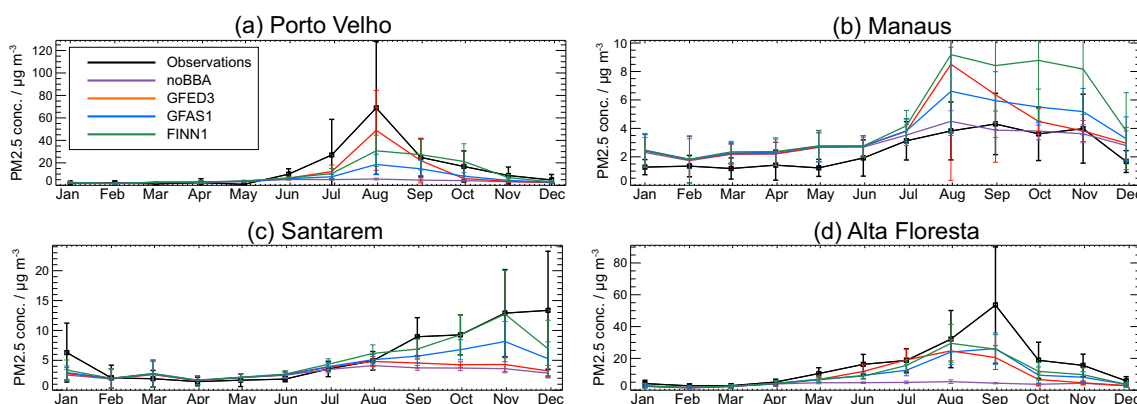 (a) Porto Velho
PM2.5 conc. / μg m-3
120
100
80
60
40
20
0
Observations
noBBA
GFED3
GFAS1
FINN1
Jan Feb Mar Apr May Jun Jul Aug Sep Oct Nov Dec
(b) Manaus
PM2.5 conc. / μg m-3
10
8
6
4
2
0
Jan Feb Mar Apr May Jun Jul Aug Sep Oct Nov Dec
(c) Santarem
PM2.5 conc. / μg m-3
20
15
10
5
0
Jan Feb Mar Apr May Jun Jul Aug Sep Oct Nov Dec
(d) Alta Floresta
PM2.5 conc. / μg m-3
80
60
40
20
0
Jan Feb Mar Apr May Jun Jul Aug Sep Oct Nov Dec